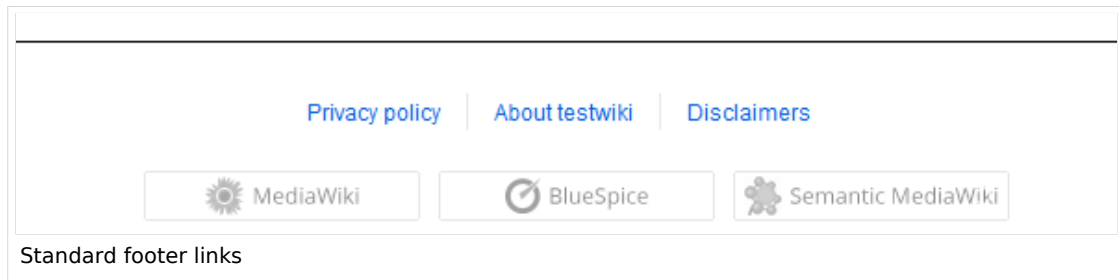 Privacy policy About testwiki Disclaimers
MediaWiki BlueSpice Semantic MediaWiki
Standard footer links